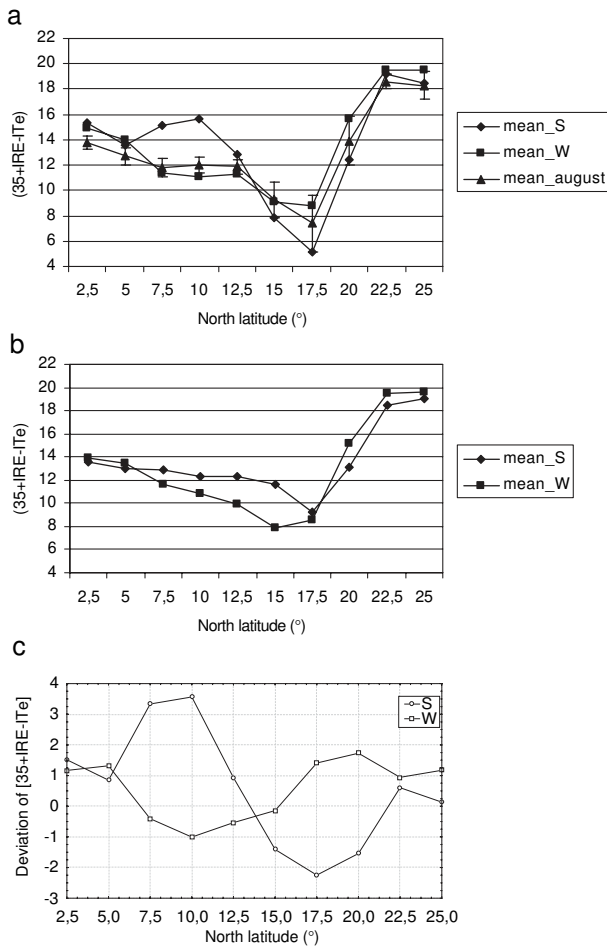 a
22
20
18
16
14
12
10
8
6
4
(35+IRE-ITe)
2,5 5 7,5 10 12,5 15 17,5 20 22,5 25
North latitude (°)
mean_S
mean_W
mean_august
b
22
20
18
16
14
12
10
8
6
4
(35+IRE-ITe)
2,5 5 7,5 10 12,5 15 17,5 20 22,5 25
North latitude (°)
mean_S
mean_W
c
4
3
2
1
0
-1
-2
-3
Deviation of [35+IRE-ITe]
2,5 5,0 7,5 10,0 12,5 15,0 17,5 20,0 22,5 25,0
North latitude (°)
S
W